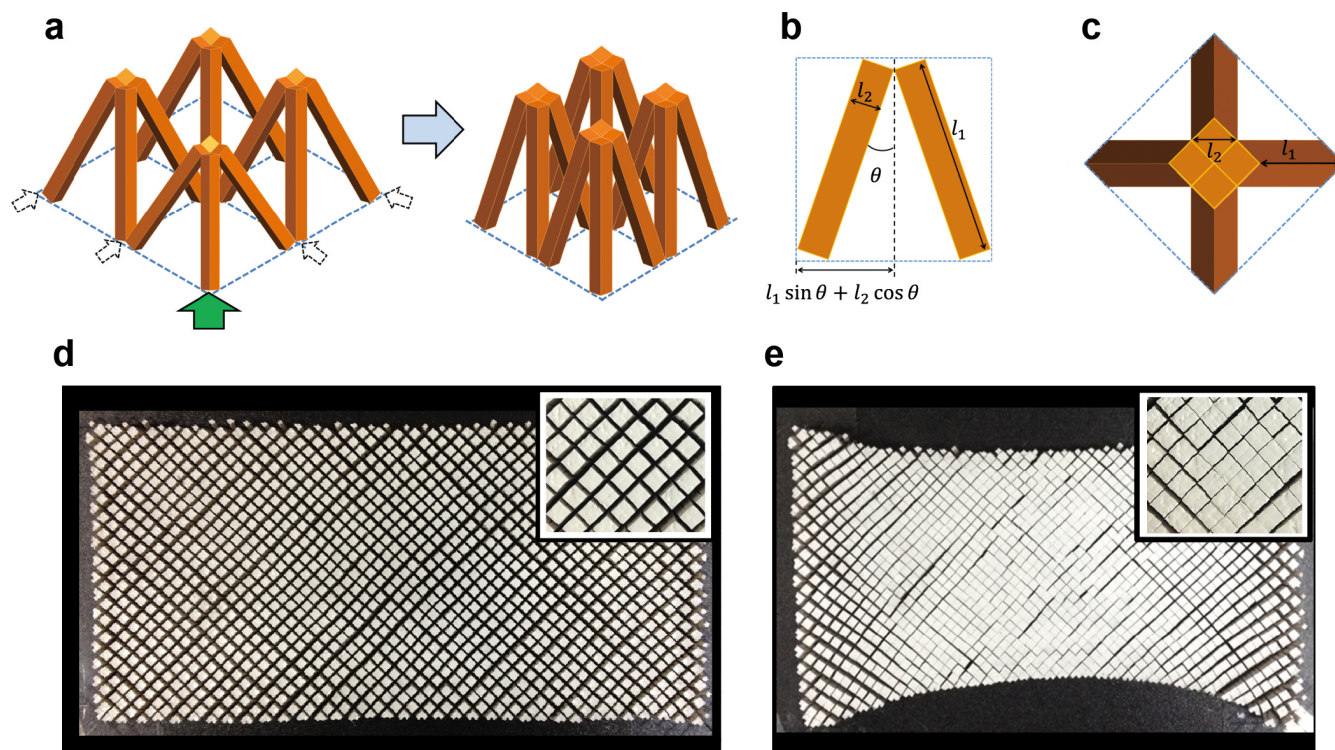 a
b
c
l₂
l₁
θ
l₁ sin θ + l₂ cos θ
l₂
l₁
d
e